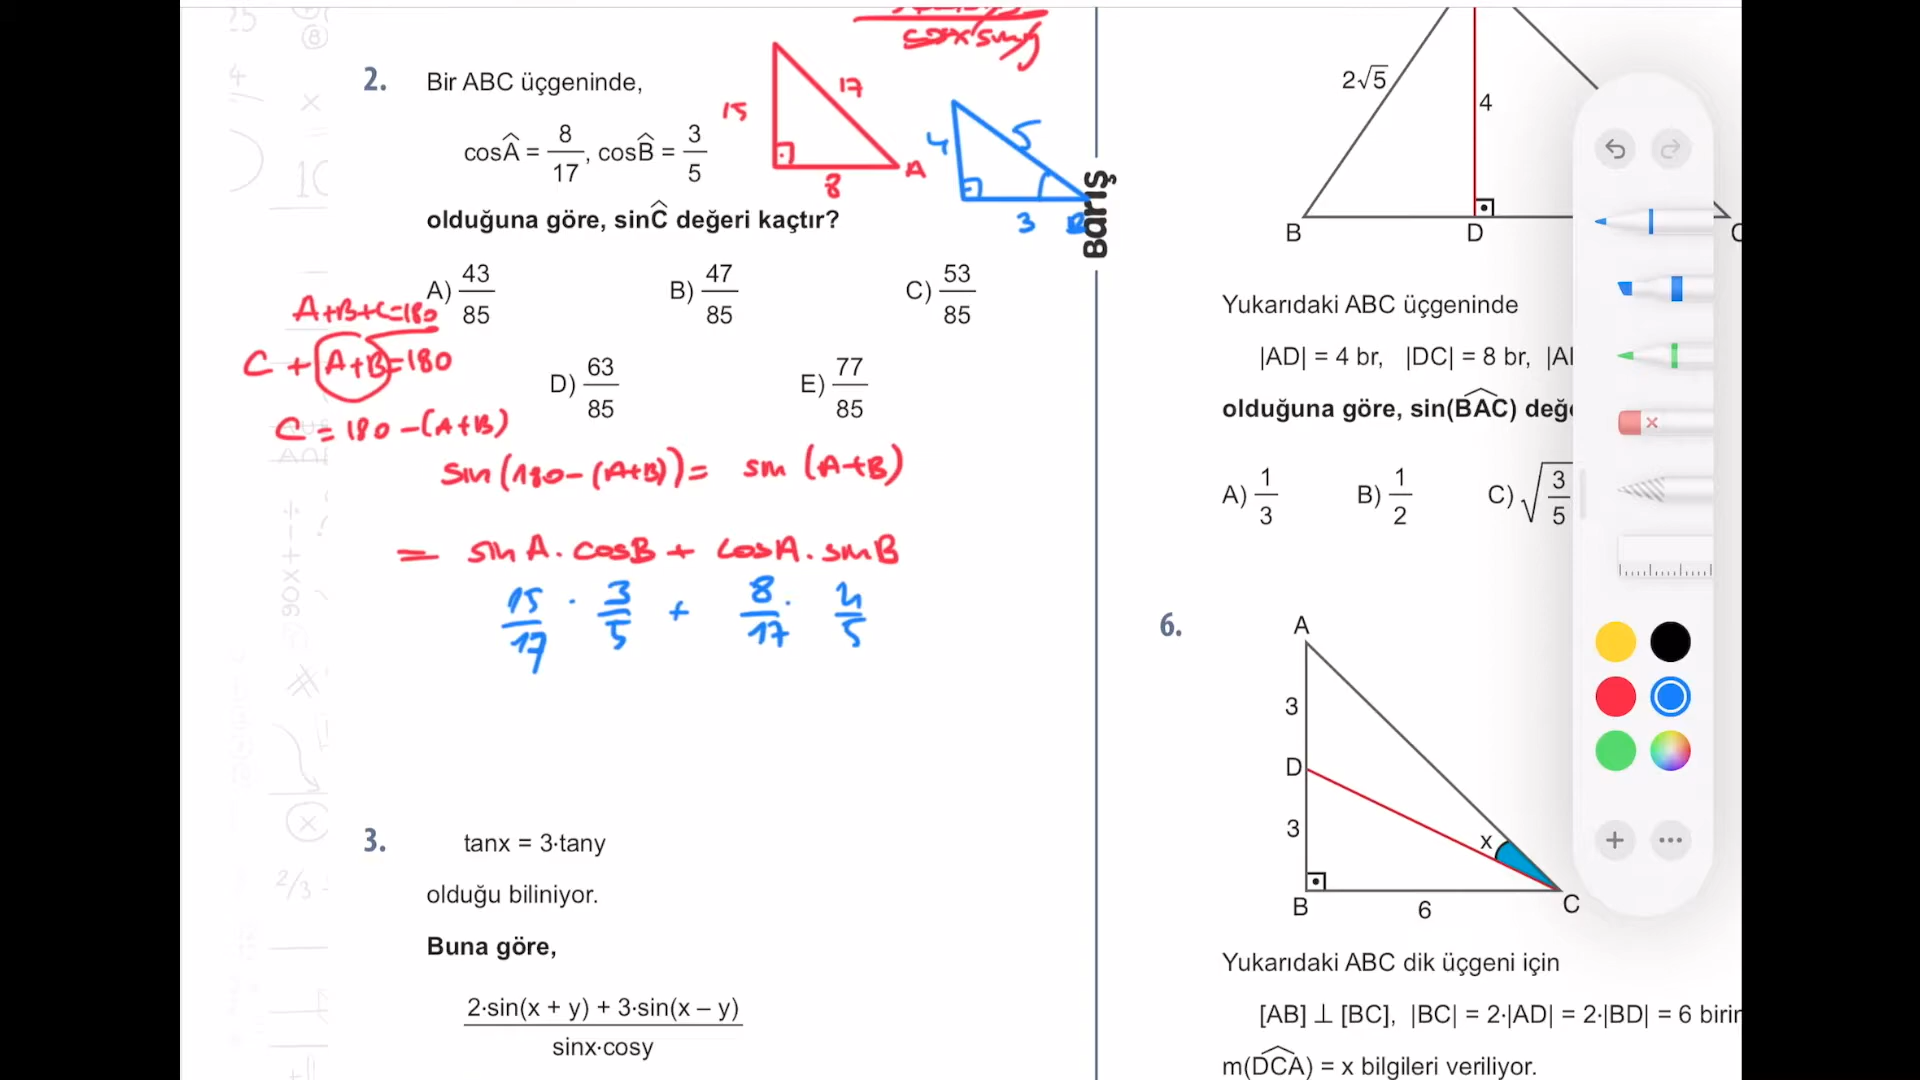 2. Bir ABC üçgeninde,
cosÂ = 8/17, cosB̂ = 3/5
olduğuna göre, sinĈ değeri kaçtır?
A) 43/85 B) 47/85 C) 53/85
D) 63/85 E) 77/85
15 17 8 A
4 5 3 B
Barış
A+B+C=180
C + A+B=180
C = 180 - (A+B)
sin(180-(A+B)) = sin(A+B)
= sinA.cosB + cosA.sinB
15/17 · 3/5 + 8/17 · 4/5
3. tanx = 3·tany
olduğu biliniyor.
Buna göre,
2·sin(x + y) + 3·sin(x – y)
sinx·cosy
2√5 4
B D C
Yukarıdaki ABC üçgeninde
|AD| = 4 br, |DC| = 8 br,
olduğuna göre, sin(BAC)
A) 1/3 B) 1/2 C) √3/5
6. A
3
D
3 x
B 6 C
Yukarıdaki ABC dik üçgeni için
[AB] ⊥ [BC], |BC| = 2·|AD| = 2·|BD| = 6
m(DCA) = x bilgileri veriliyor.